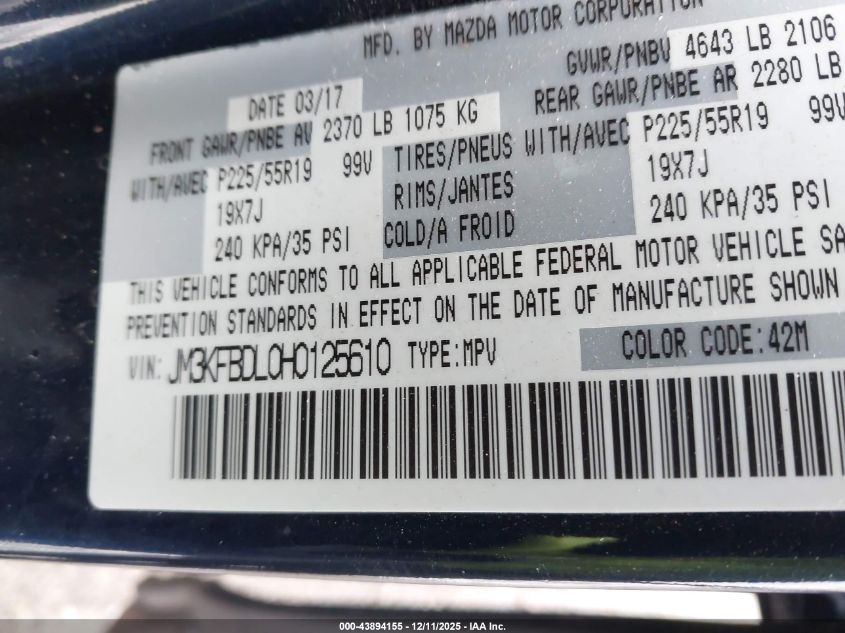 MFD. BY MAZDA MOTOR CORPORATION
DATE 03/17
GVWR/PNBV 4643 LB 2106
FRONT GAWR/PNBE AV 2370 LB 1075 KG
REAR GAWR/PNBE AR 2280 LB
WITH/AVEC P225/55R19 99V TIRES/PNEUS WITH/AVEC P225/55R19 99V
19X7J RIMS/JANTES 19X7J
240 KPA/35 PSI COLD/A FROID 240 KPA/35 PSI
THIS VEHICLE CONFORMS TO ALL APPLICABLE FEDERAL MOTOR VEHICLE SA
PREVENTION STANDARDS IN EFFECT ON THE DATE OF MANUFACTURE SHOWN
VIN: JM3KFBDL0H0125610 TYPE:MPV COLOR CODE:42M
000-43894155 - 12/11/2025 - IAA Inc.